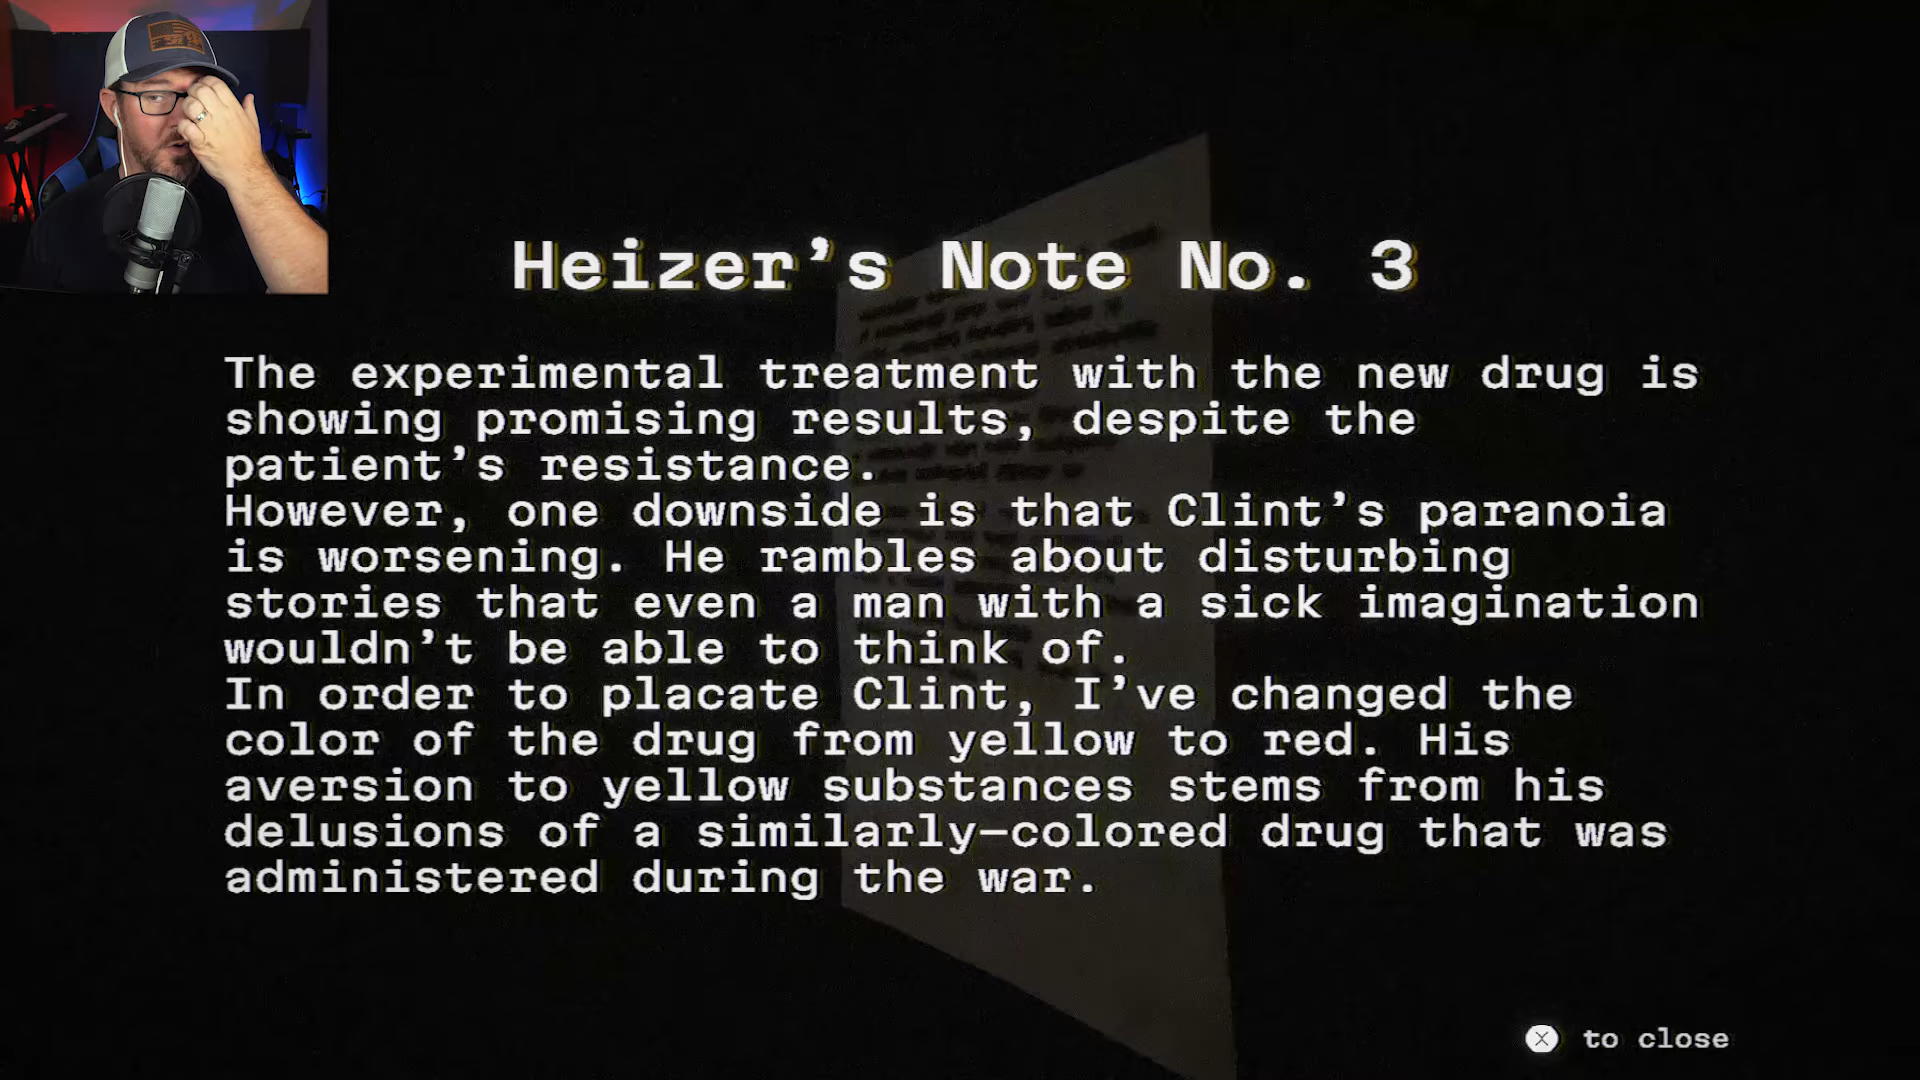 Heizer's Note No. 3
The experimental treatment with the new drug is
showing promising results, despite the
patient's resistance.
However, one downside is that Clint's paranoia
is worsening. He rambles about disturbing
stories that even a man with a sick imagination
wouldn't be able to think of.
In order to placate Clint, I've changed the
color of the drug from yellow to red. His
aversion to yellow substances stems from his
delusions of a similarly–colored drug that was
administered during the war.
to close